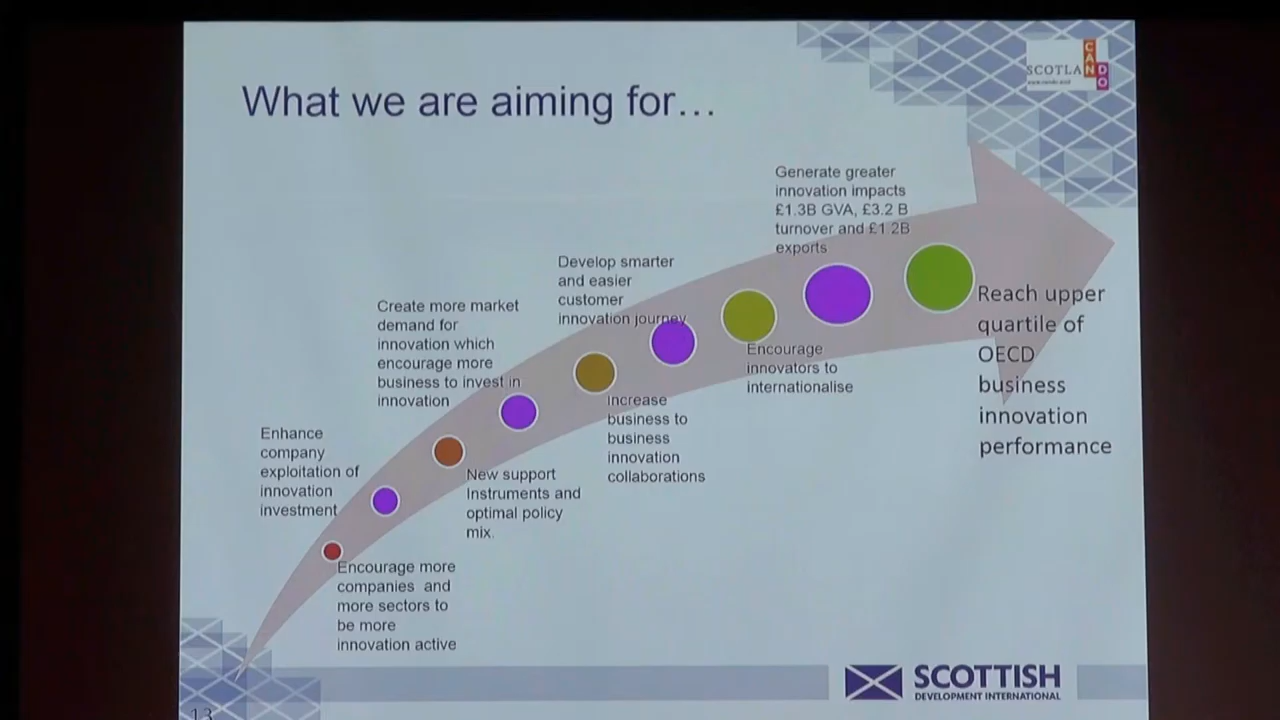 What we are aiming for…
SCOTLA
CAN
DO
Generate greater
innovation impacts
£1.3B GVA, £3.2 B
turnover and £1.2B
exports
Develop smarter
and easier
customer
innovation journey
Create more market
demand for
innovation which
encourage more
business to invest in
innovation
Reach upper
quartile of
OECD
business
innovation
performance
Encourage
innovators to
internationalise
Increase
business to
business
innovation
collaborations
Enhance
company
exploitation of
innovation
investment
New support
Instruments and
optimal policy
mix.
Encourage more
companies and
more sectors to
be more
innovation active
SCOTTISH
DEVELOPMENT INTERNATIONAL
13